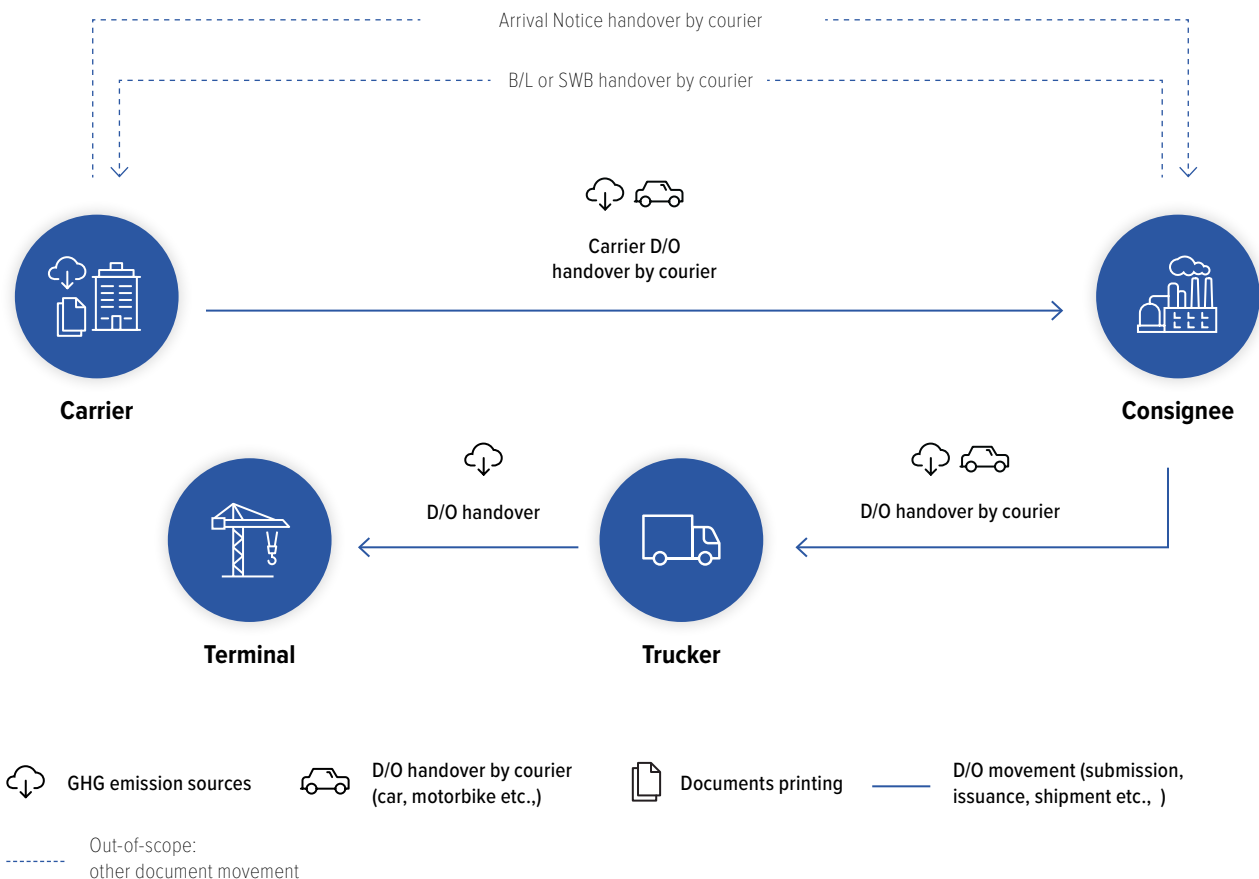 Arrival Notice handover by courier
B/L or SWB handover by courier
Carrier D/O
handover by courier
Carrier
Consignee
D/O handover
D/O handover by courier
Terminal
Trucker
GHG emission sources
D/O handover by courier
(car, motorbike etc.,)
Documents printing
D/O movement (submission,
issuance, shipment etc., )
Out-of-scope:
other document movement